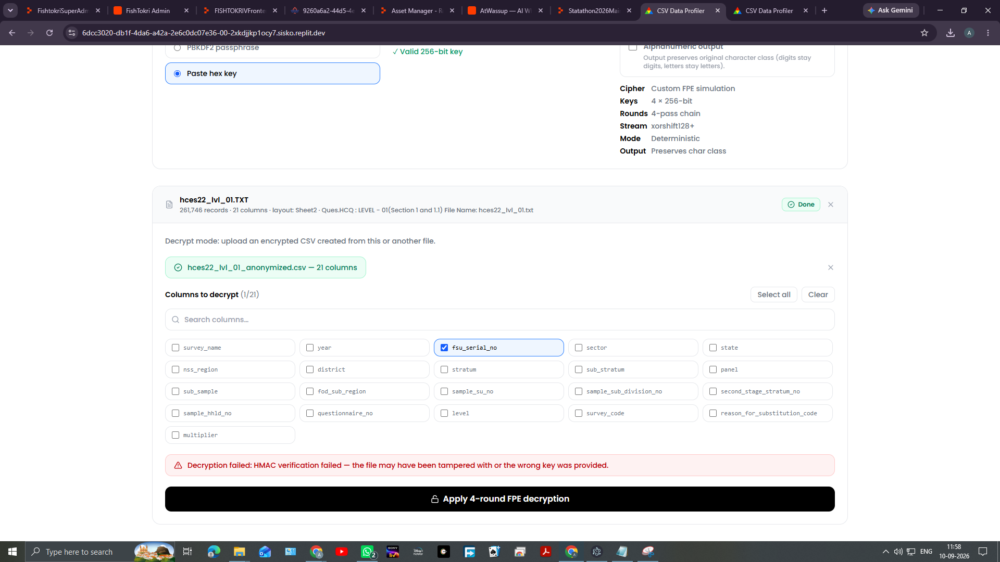 FishtokriSuperAdm
FishTokri Admin
FISHTOKRIVFronte
9260a6a2-44d5-4e
Asset Manager - R
AtWassup — AI W
Statathon2026Mai
CSV Data Profiler
CSV Data Profiler
Ask Gemini
6dcc3020-db1f-4da6-a42a-2e6c0dc07e36-00-2xkdjjkp1ocy7.sisko.replit.dev
A
PBKDF2 passphrase
✓ Valid 256-bit key
Alphanumeric output
Output preserves original character class (digits stay
digits, letters stay letters).
Paste hex key
Cipher Custom FPE simulation
Keys 4 × 256-bit
Rounds 4-pass chain
Stream xorshift128+
Mode Deterministic
Output Preserves char class
hces22_lvl_01.TXT
261,746 records · 21 columns · layout: Sheet2 · Ques.HCQ : LEVEL - 01(Section 1 and 1.1) File Name: hces22_lvl_01.txt
Done
Decrypt mode: upload an encrypted CSV created from this or another file.
hces22_lvl_01_anonymized.csv — 21 columns
Columns to decrypt (1/21)
Select all
Clear
Search columns...
survey_name
year
fsu_serial_no
sector
state
nss_region
district
stratum
sub_stratum
panel
sub_sample
fod_sub_region
sample_su_no
sample_sub_division_no
second_stage_stratum_no
sample_hhld_no
questionnaire_no
level
survey_code
reason_for_substitution_code
multiplier
Decryption failed: HMAC verification failed — the file may have been tampered with or the wrong key was provided.
Apply 4-round FPE decryption
Type here to search
2
ENG
11:58
10-09-2026